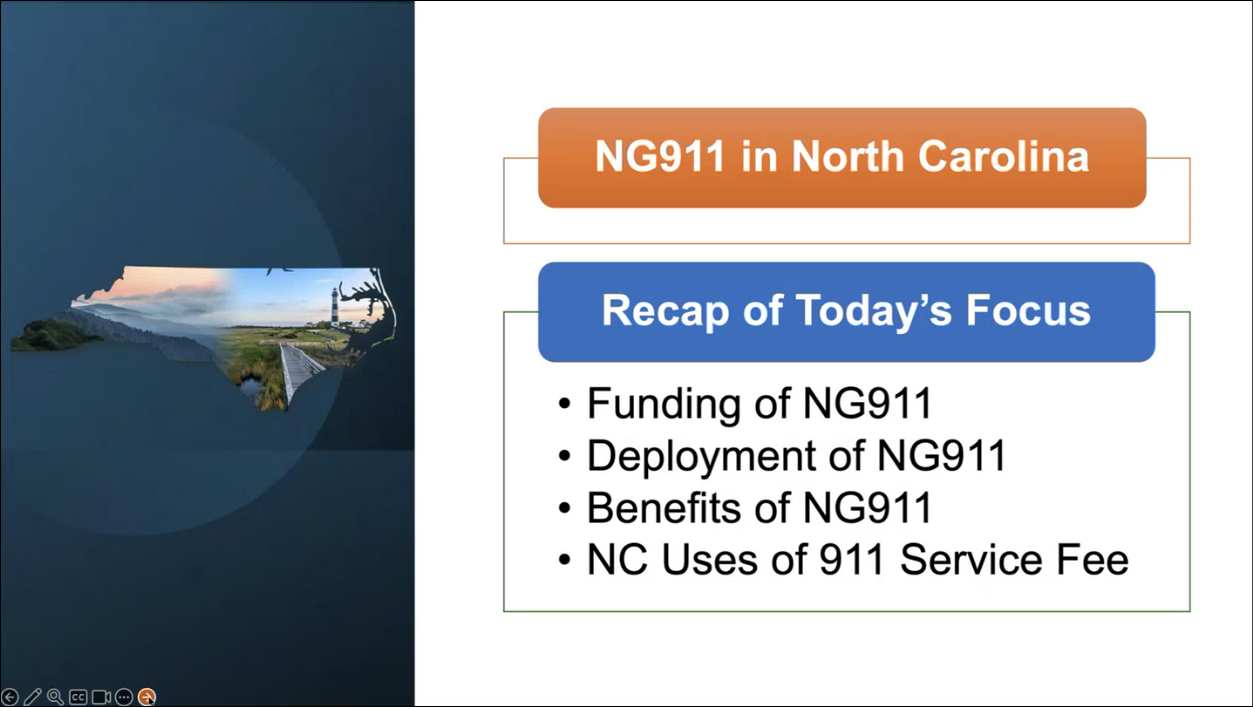 NG911 in North Carolina
Recap of Today’s Focus
• Funding of NG911
• Deployment of NG911
• Benefits of NG911
• NC Uses of 911 Service Fee
CC